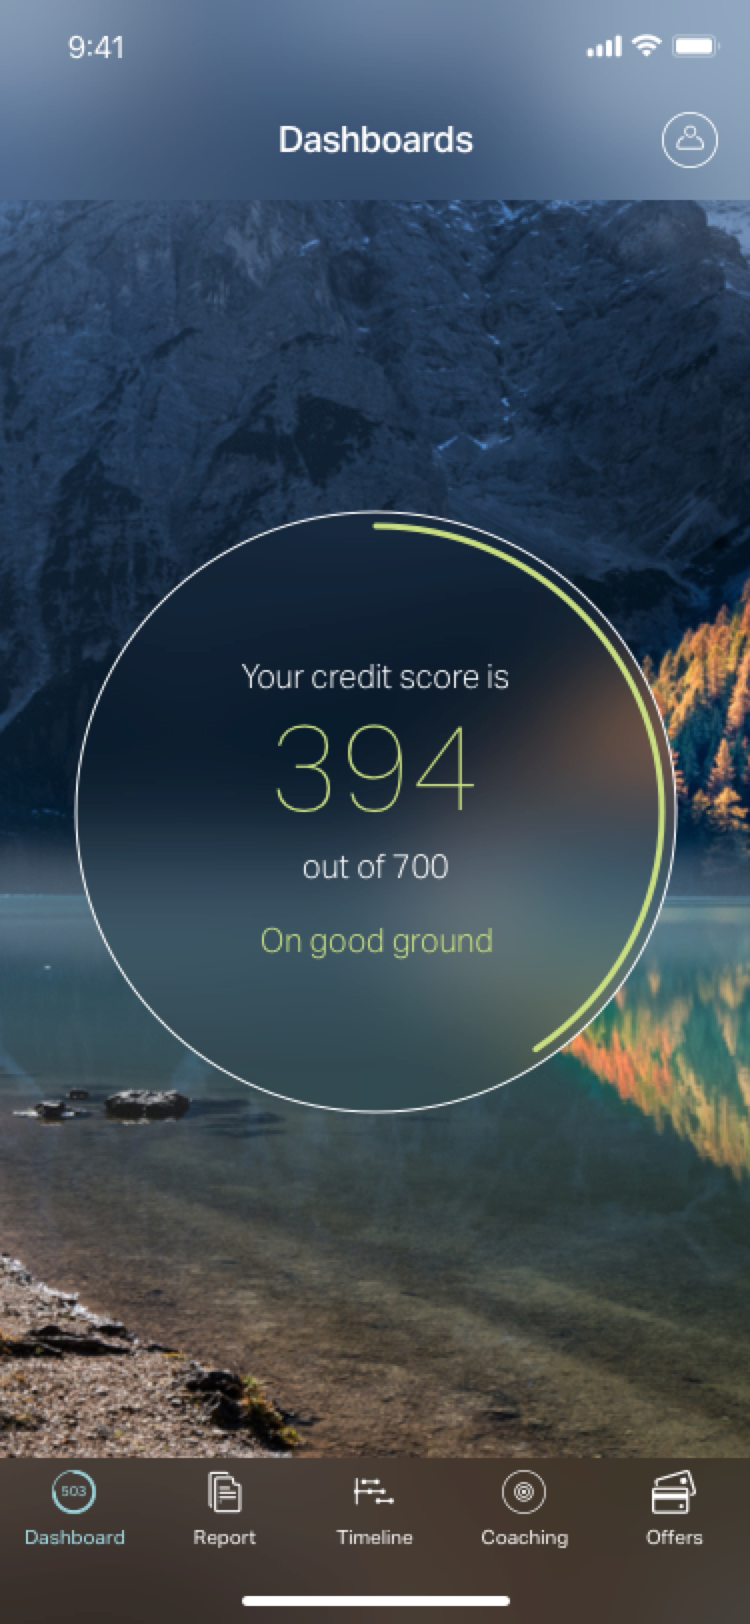 9:41
Dashboards
Your credit score is
394
out of 700
On good ground
503
Dashboard
Report
Timeline
Coaching
Offers